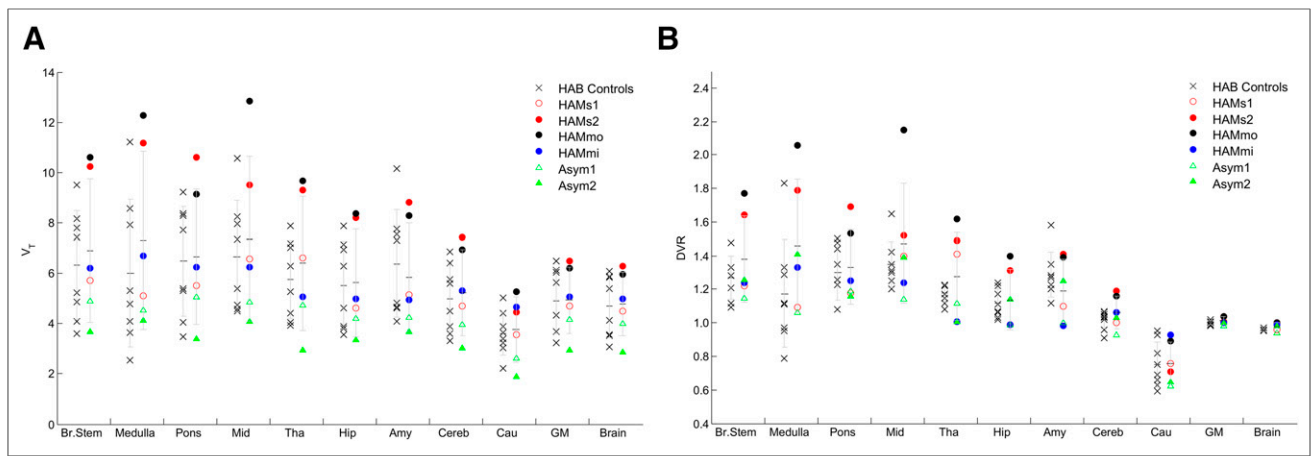 A
14
12
10
8
6
4
2
0
V_T
HAB Controls
HAMs1
HAMs2
HAMmo
HAMmi
Asym1
Asym2
Br.Stem Medulla Pons Mid Tha Hip Amy Cereb Cau GM Brain
B
2.4
2.2
2.0
1.8
1.6
1.4
1.2
1.0
0.8
0.6
0.4
DVR
HAB Controls
HAMs1
HAMs2
HAMmo
HAMmi
Asym1
Asym2
Br.Stem Medulla Pons Mid Tha Hip Amy Cereb Cau GM Brain